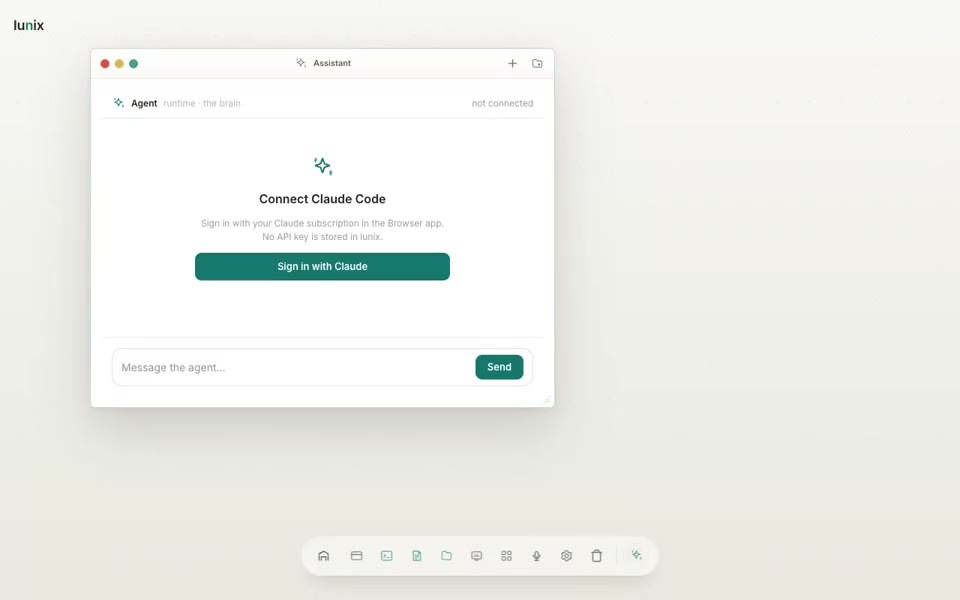 lunix
Assistant
Agent runtime · the brain not connected
Connect Claude Code
Sign in with your Claude subscription in the Browser app.
No API key is stored in lunix.
Sign in with Claude
Message the agent... Send